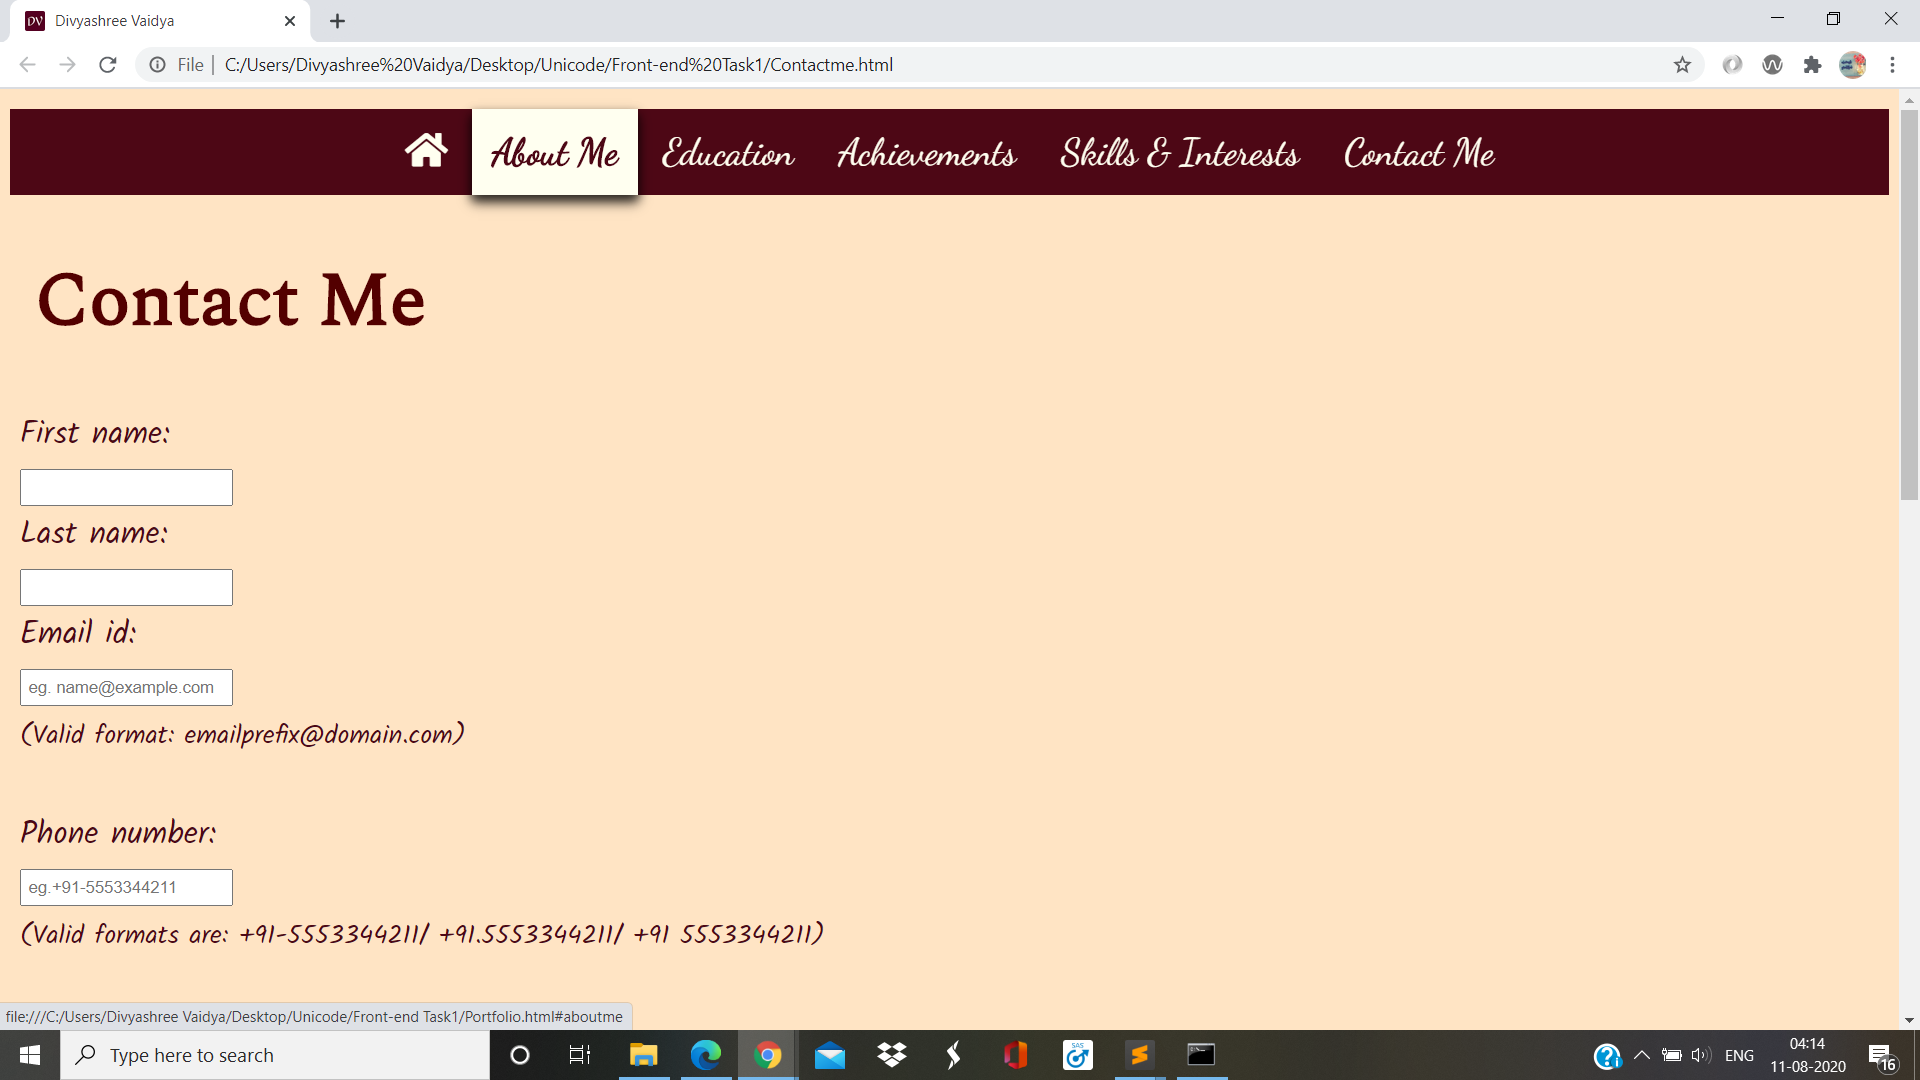 DV Divyashree Vaidya
File | C:/Users/Divyashree%20Vaidya/Desktop/Unicode/Front-end%20Task1/Contactme.html
About Me Education Achievements Skills & Interests Contact Me
Contact Me
First name:
Last name:
Email id:
eg. name@example.com
(Valid format: emailprefix@domain.com)
Phone number:
eg.+91-5553344211
(Valid formats are: +91-5553344211/ +91.5553344211/ +91 5553344211)
file:///C:/Users/Divyashree Vaidya/Desktop/Unicode/Front-end Task1/Portfolio.html#aboutme
Type here to search
SAS
ENG
04:14
11-08-2020
16